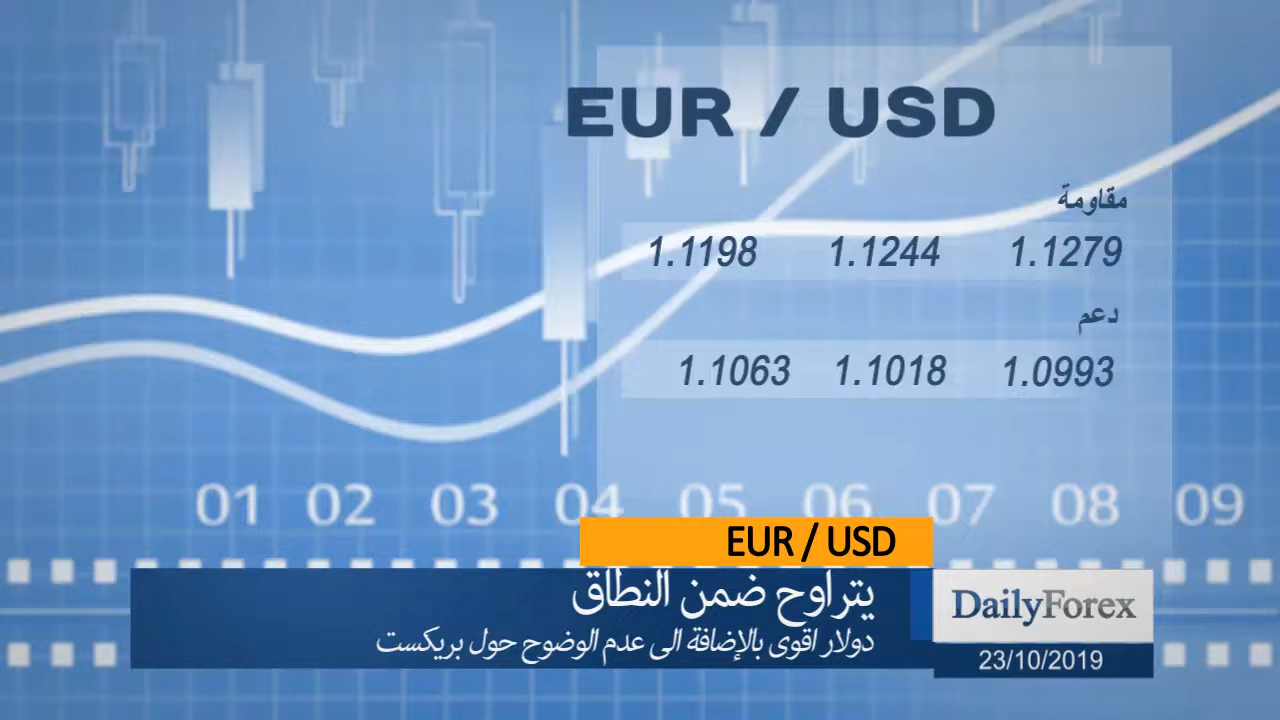 EUR / USD
مقاومة
1.1198 1.1244 1.1279
دعم
1.1063 1.1018 1.0993
01 02 03 04 05 06 07 08 09
EUR / USD
يتراوح ضمن النطاق
دولار اقوى بالإضافة الى عدم الوضوح حول بريكست
DailyForex
23/10/2019